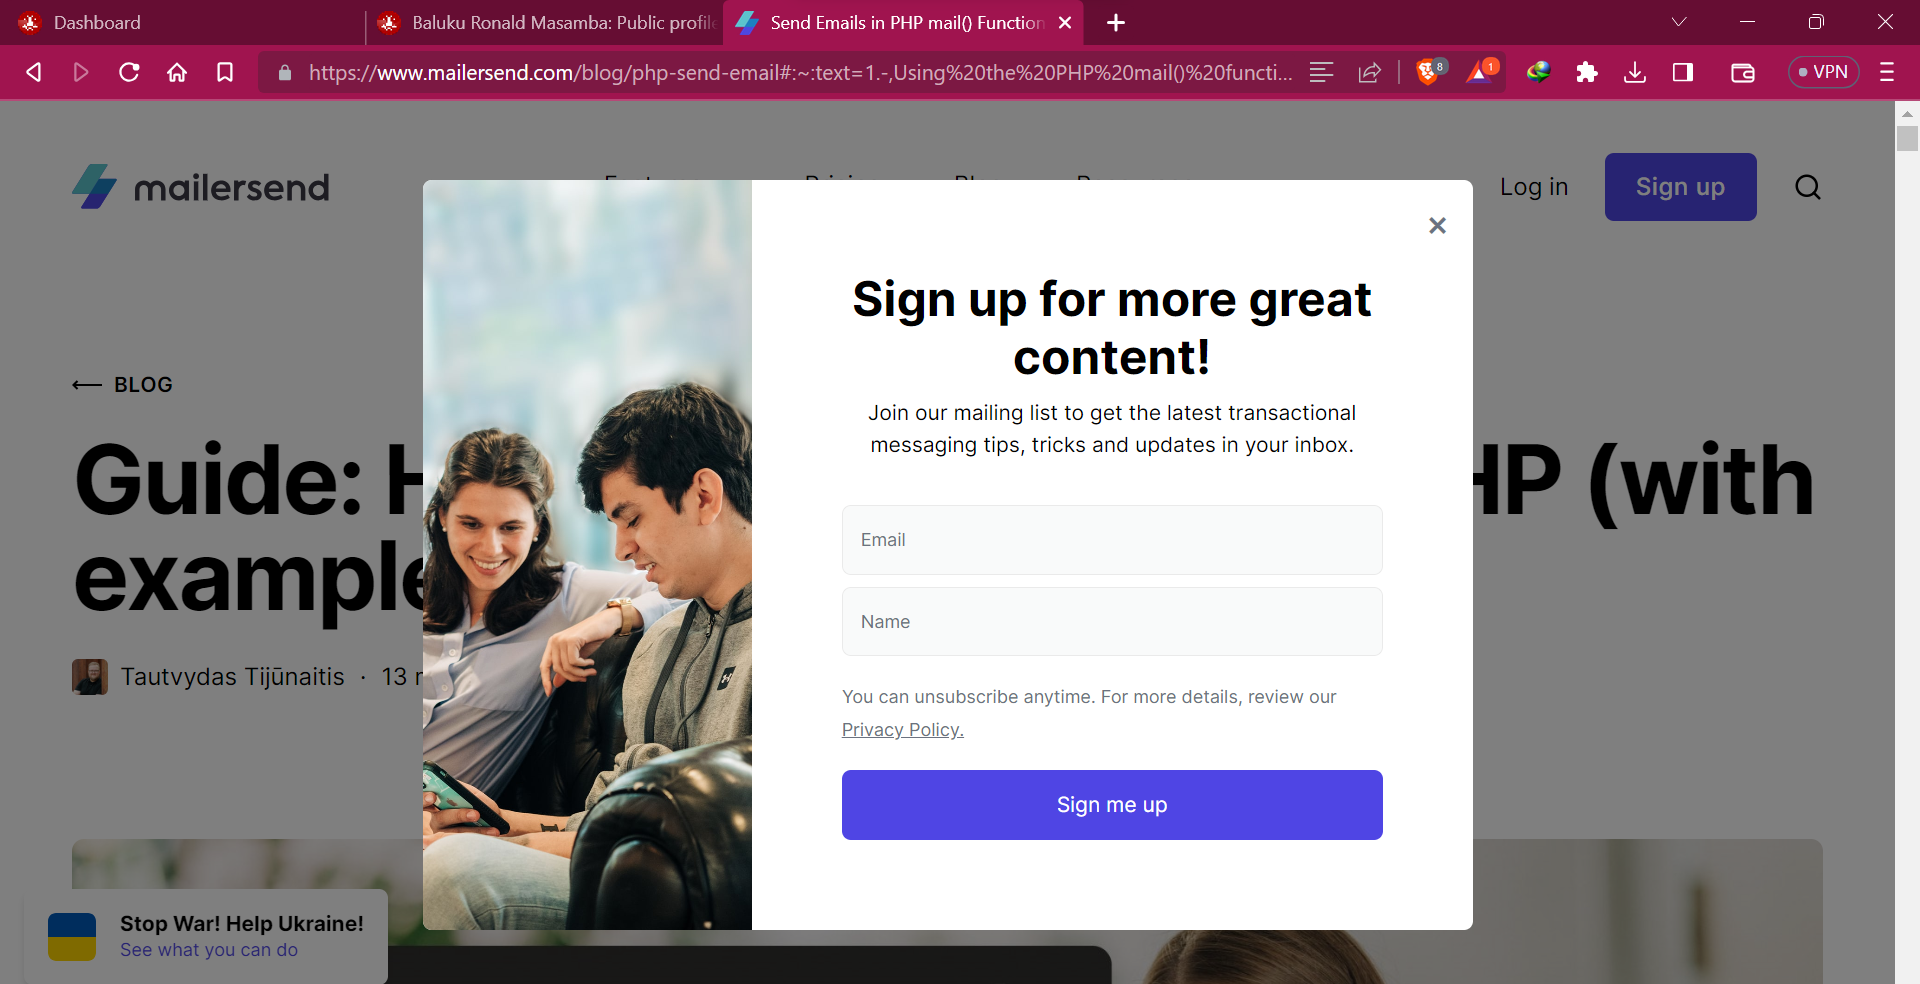 Dashboard
Baluku Ronald Masamba: Public profile
Send Emails in PHP mail() Function
https://www.mailersend.com/blog/php-send-email#:~:text=1.-,Using%20the%20PHP%20mail()%20functi...
8
1
VPN
mailersend
Log in
Sign up
Sign up for more great
content!
Join our mailing list to get the latest transactional
messaging tips, tricks and updates in your inbox.
Email
Name
You can unsubscribe anytime. For more details, review our
Privacy Policy.
Sign me up
BLOG
Guide: H HP (with
example
Tautvydas Tijūnaitis · 13
Stop War! Help Ukraine!
See what you can do